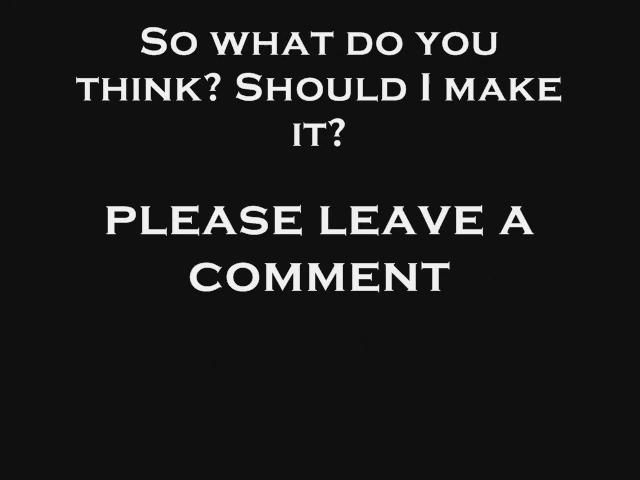 So what do you
think? Should I make
it?
PLEASE LEAVE A
COMMENT